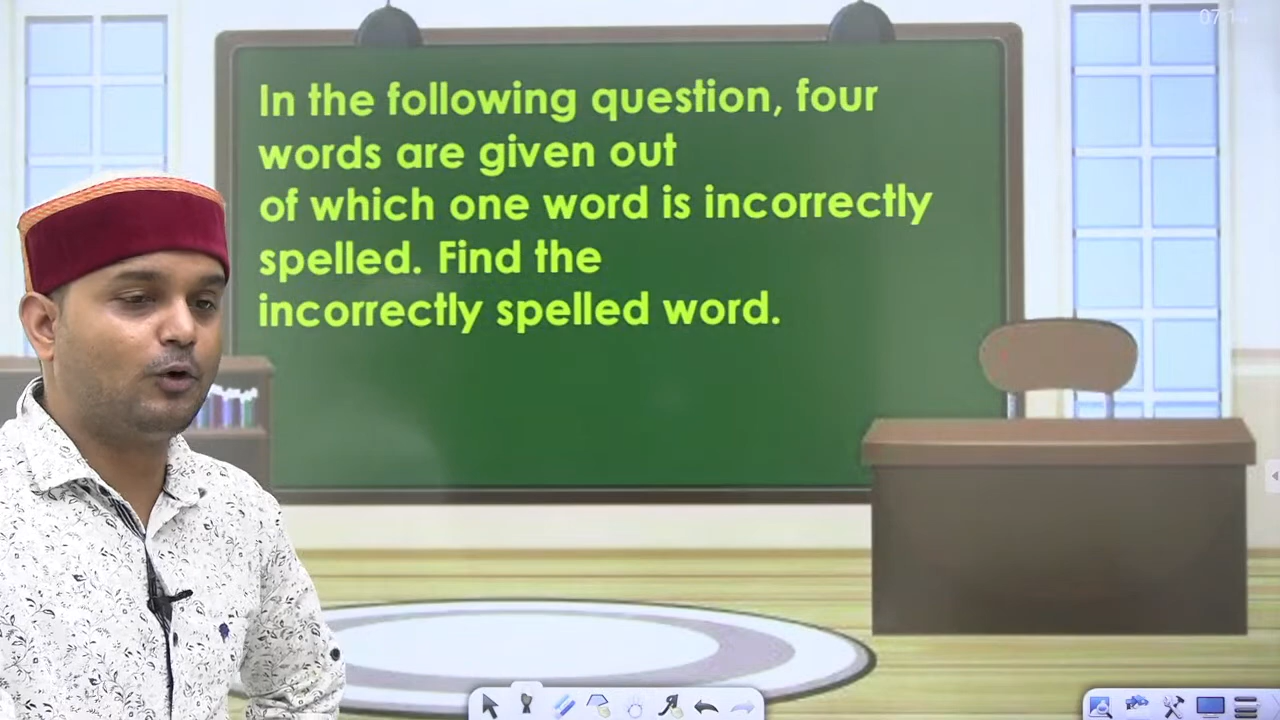 In the following question, four
words are given out
of which one word is incorrectly
spelled. Find the
incorrectly spelled word.